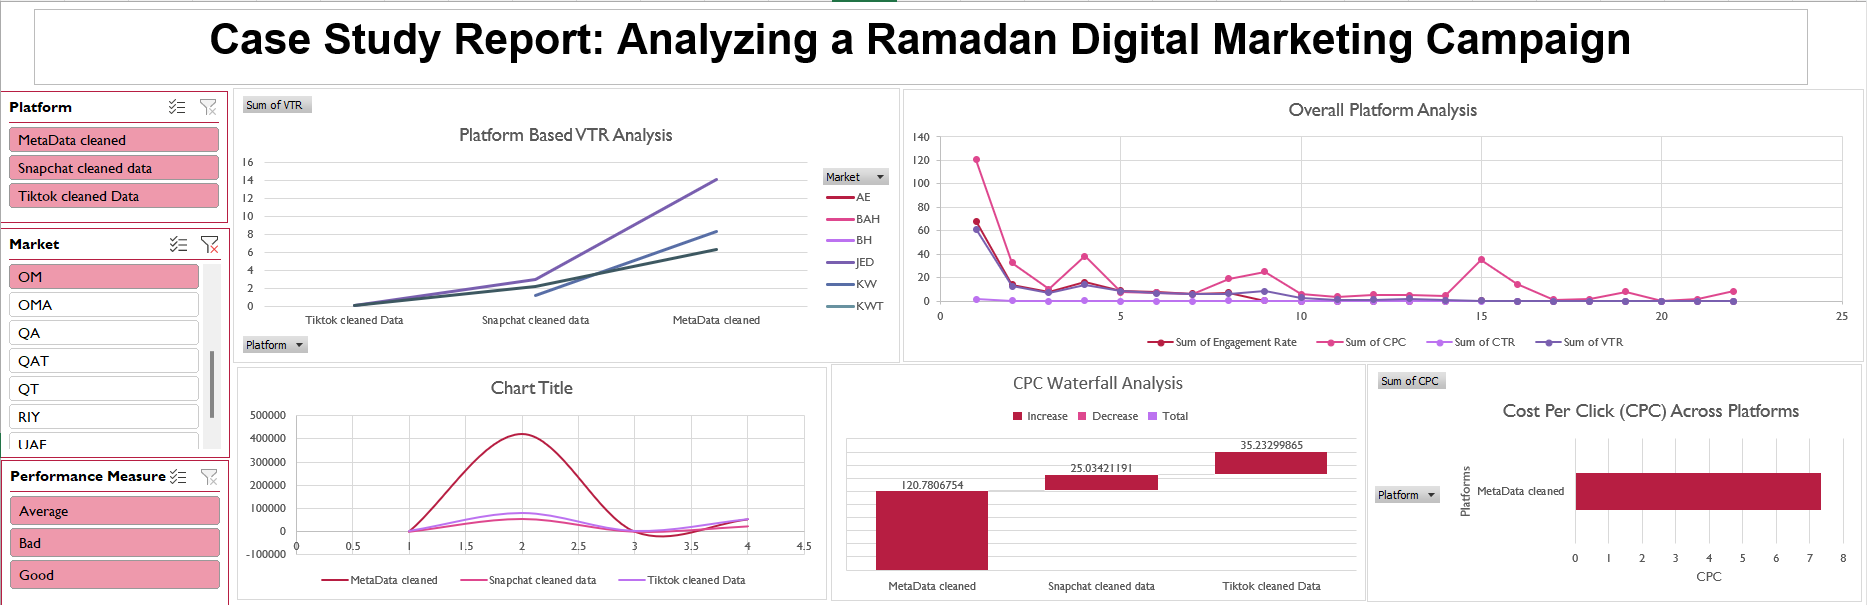 Case Study Report: Analyzing a Ramadan Digital Marketing Campaign
Platform
MetaData cleaned
Snapchat cleaned data
Tiktok cleaned Data
Market
OM
OMA
QA
QAT
QT
RIY
UAE
Performance Measure
Average
Bad
Good
Sum of VTR
Platform Based VTR Analysis
16
14
12
10
8
6
4
2
0
Tiktok cleaned Data Snapchat cleaned data MetaData cleaned
Market
AE
BAH
BH
JED
KW
KWT
Platform
Overall Platform Analysis
140
120
100
80
60
40
20
0
0 5 10 15 20 25
Sum of Engagement Rate Sum of CPC Sum of CTR Sum of VTR
Chart Title
500000
400000
300000
200000
100000
0
-100000
0 0.5 1 1.5 2 2.5 3 3.5 4 4.5
MetaData cleaned Snapchat cleaned data Tiktok cleaned Data
CPC Waterfall Analysis
Increase Decrease Total
35.23299865
25.03421191
120.7806754
MetaData cleaned Snapchat cleaned data Tiktok cleaned Data
Sum of CPC
Cost Per Click (CPC) Across Platforms
Platform
Platforms
MetaData cleaned
0 1 2 3 4 5 6 7 8
CPC